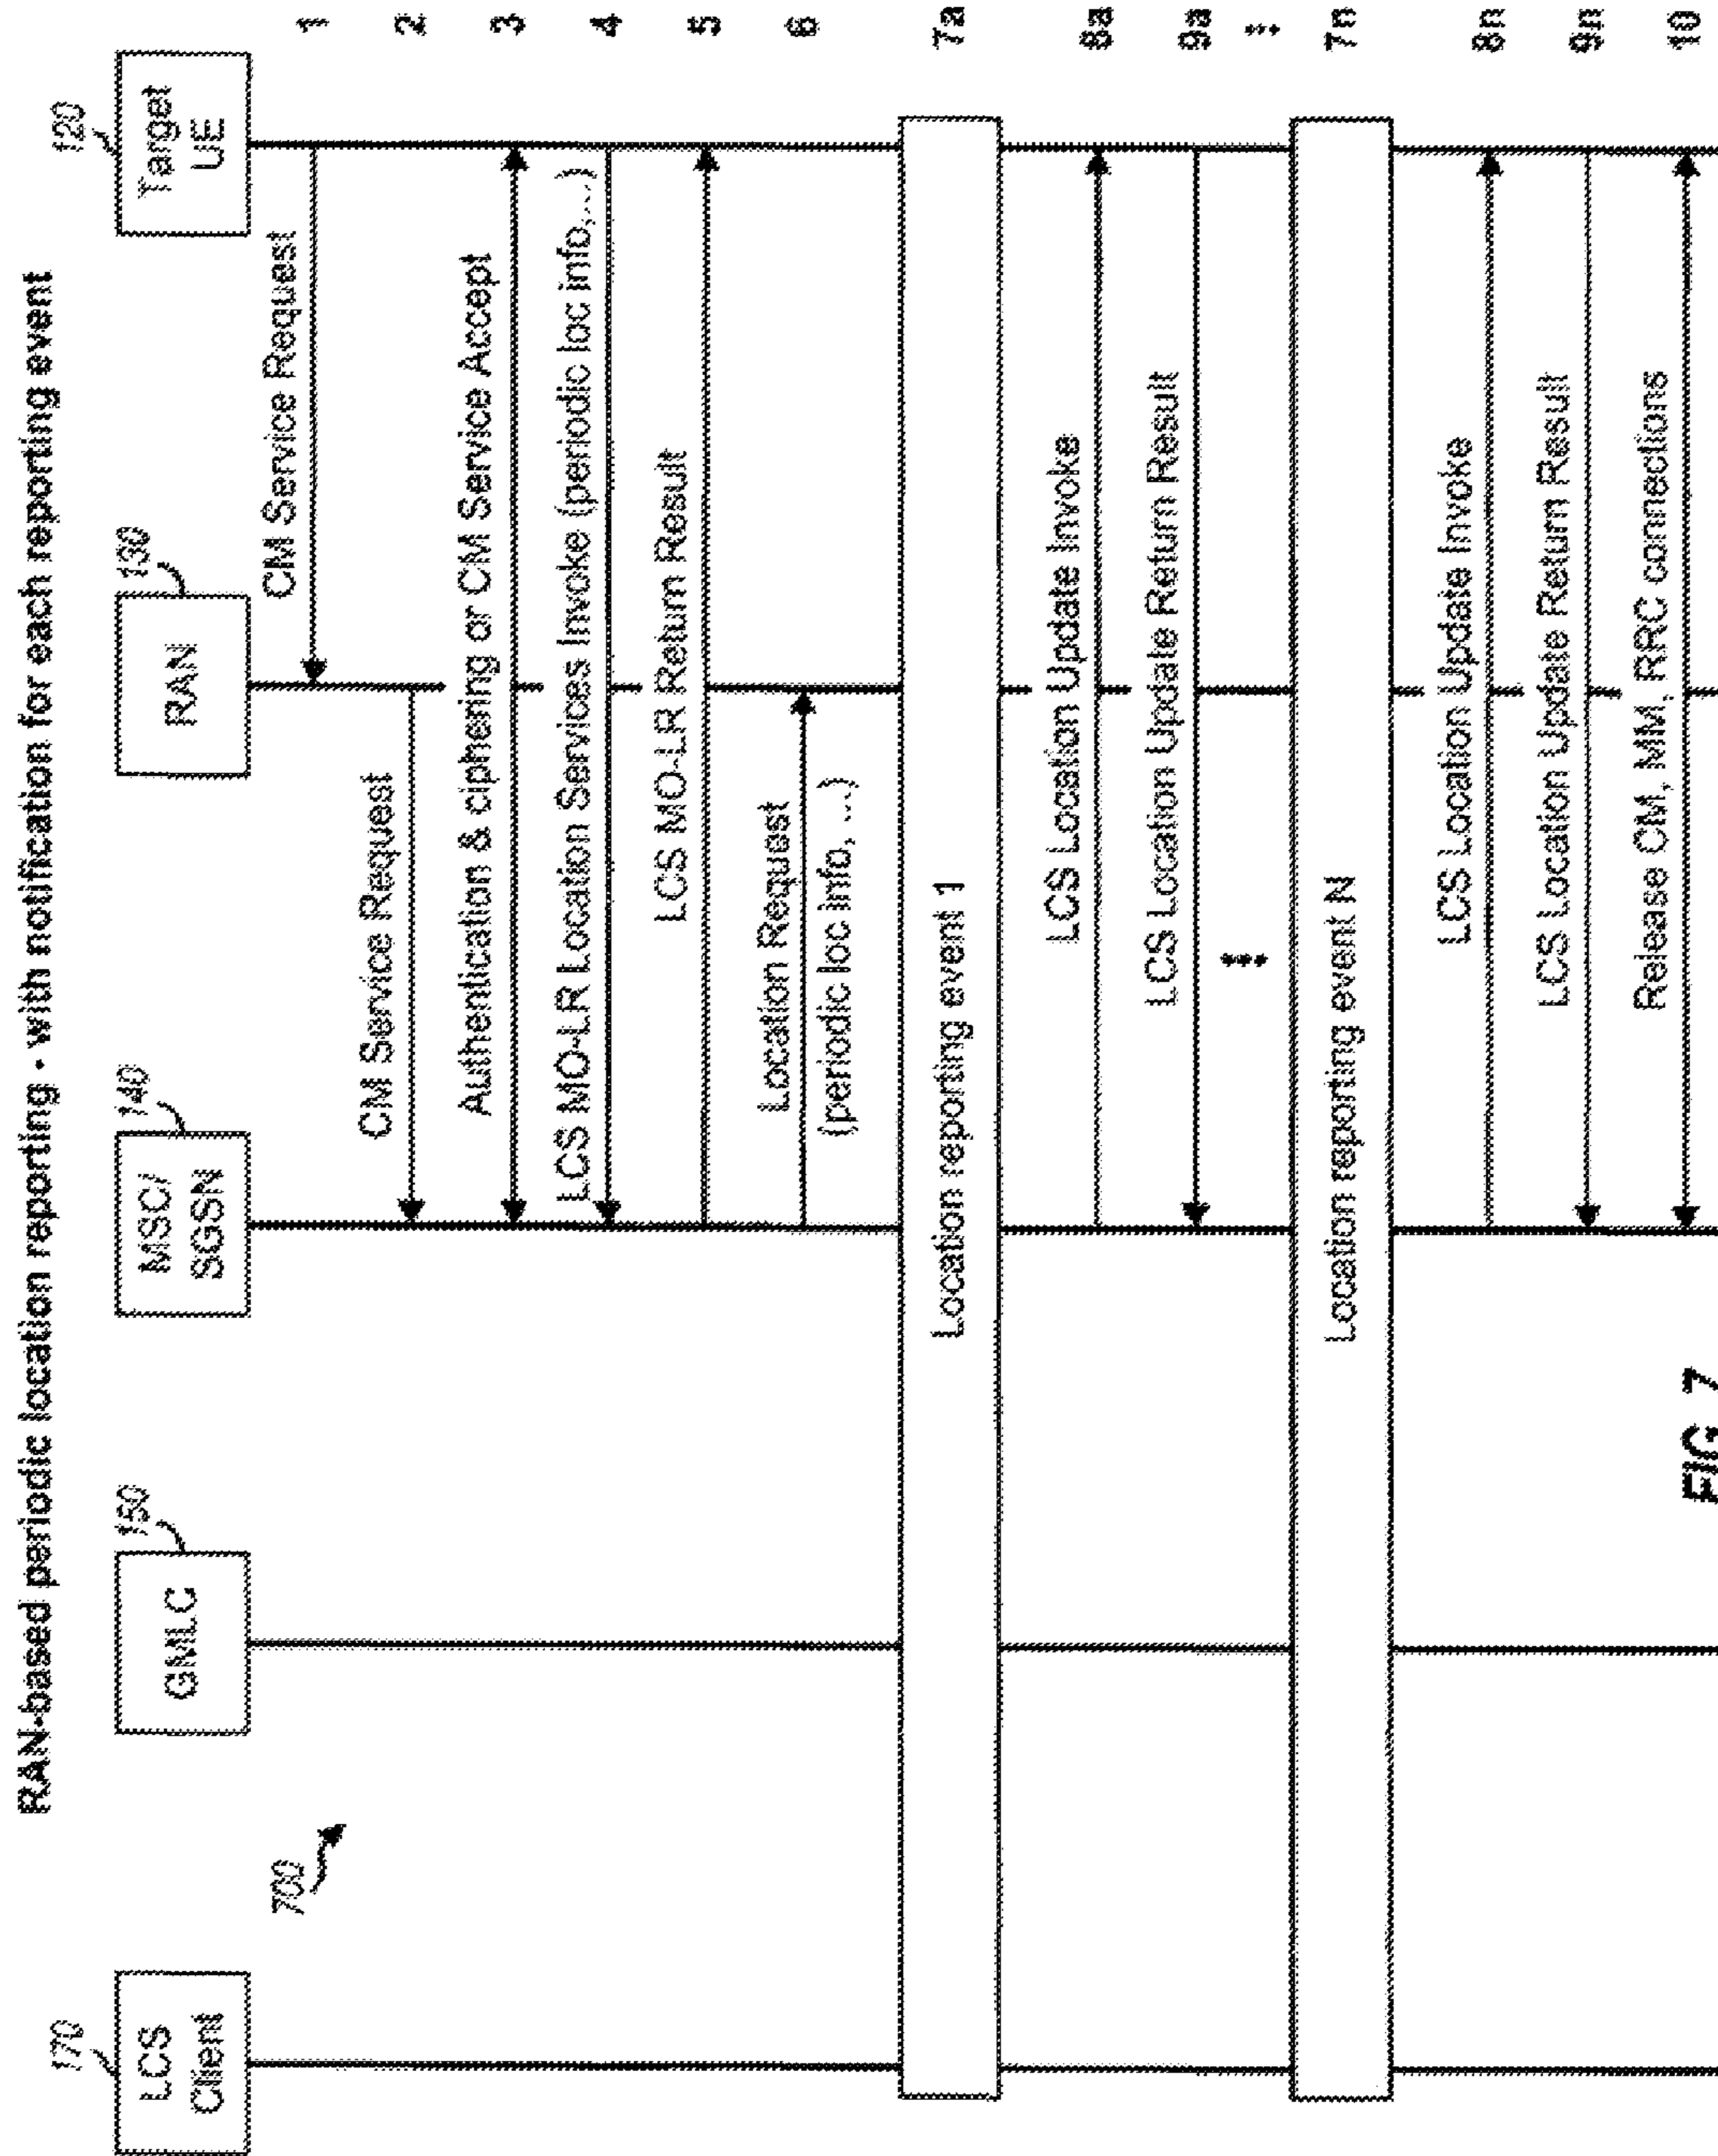 RAN-based periodic location reporting - with notification for each reporting event
170
LCS
Client
150
GMLC
140
MSC/
SGSN
130
RAN
120
Target
UE
700
CM Service Request
1
CM Service Request
2
Authentication & ciphering or CM Service Accept
3
LCS MO-LR Location Services Invoke (periodic loc info,...)
4
LCS MO-LR Return Result
5
Location Request
(periodic loc info, ...)
6
Location reporting event 1
7a
LCS Location Update Invoke
8a
LCS Location Update Return Result
9a
...
Location reporting event N
7n
LCS Location Update Invoke
8n
LCS Location Update Return Result
9n
Release CM, MM, RRC connections
10
FIG. 7